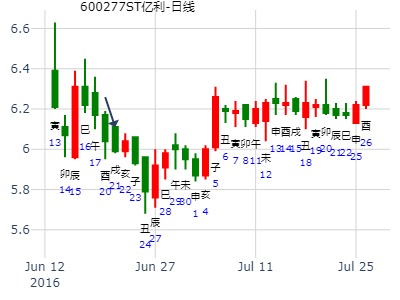 600277ST亿利-日线
6.6
6.4
6.2
6
5.8
5.6
寅
13
卯
14
辰
15
巳
16
午
17
酉
20
戌
21
亥
22
子
23
丑
24
辰
27
巳
28
午
29
未
30
申
1
亥
4
子
5
丑
6
寅
7
卯
8
午
11
未
12
申
13
酉
14
戌
15
丑
18
寅
19
卯
20
辰
21
巳
22
申
25
酉
26
Jun 12
2016
Jun 27
Jul 11
Jul 25